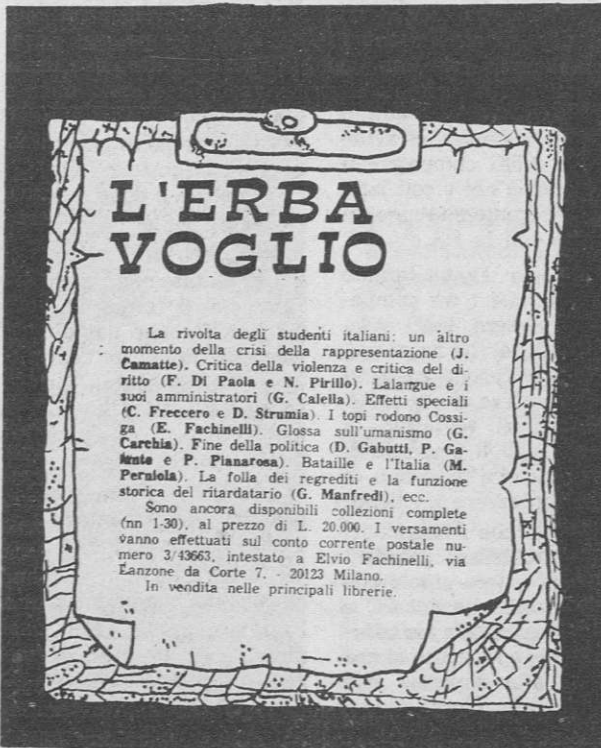 L'ERBA
VOGLIO
La rivolta degli studenti italiani: un altro
momento della crisi della rappresentazione (J.
Camatte). Critica della violenza e critica del di-
ritto (F. Di Paola e N. Pirillo). Lalangue e i
suoi amministratori (G. Calella). Effetti speciali
(C. Freccero e D. Strumia). I topi rodono Cossi-
ga (E. Fachinelli). Glossa sull'umanismo (G.
Carchia). Fine della politica (D. Gabutti, P. Ga-
e P. Pianarosa). Bataille e l'Italia (M.
Perniola). La folla dei regrediti e la funzione
storica del ritardatario (G. Manfredi), ecc.
Sono ancora disponibili collezioni complete
(nn 1-30), al prezzo di L. 20.000. I versamenti
vanno effettuati sul conto corrente postale nu-
mero 3/43663, intestato a Elvio Fachinelli, via
Lanzone da Corte 7, - 20123 Milano.
In vendita nelle principali librerie.